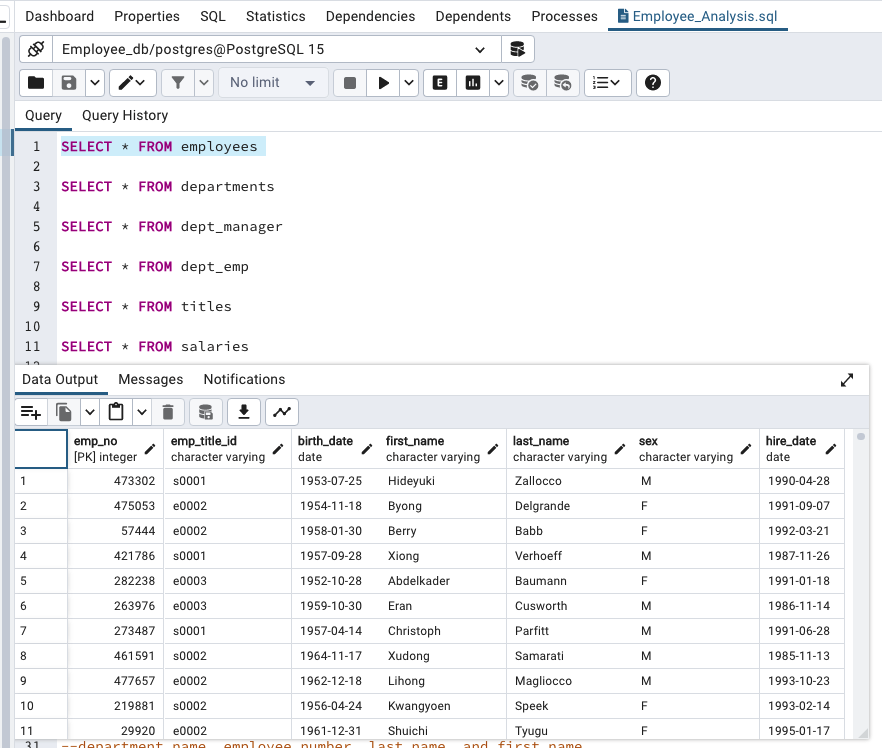 Dashboard Properties SQL Statistics Dependencies Dependents Processes Employee_Analysis.sql
Employee_db/postgres@PostgreSQL 15
No limit E
Query Query History
1 SELECT * FROM employees
2
3 SELECT * FROM departments
4
5 SELECT * FROM dept_manager
6
7 SELECT * FROM dept_emp
8
9 SELECT * FROM titles
10
11 SELECT * FROM salaries
Data Output Messages Notifications
emp_no emp_title_id birth_date first_name last_name sex hire_date
[PK] integer character varying date character varying character varying character varying date
1 473302 s0001 1953-07-25 Hideyuki Zallocco M 1990-04-28
2 475053 e0002 1954-11-18 Byong Delgrande F 1991-09-07
3 57444 e0002 1958-01-30 Berry Babb F 1992-03-21
4 421786 s0001 1957-09-28 Xiong Verhoeff M 1987-11-26
5 282238 e0003 1952-10-28 Abdelkader Baumann F 1991-01-18
6 263976 e0003 1959-10-30 Eran Cusworth M 1986-11-14
7 273487 s0001 1957-04-14 Christoph Parfitt M 1991-06-28
8 461591 s0002 1964-11-17 Xudong Samarati M 1985-11-13
9 477657 e0002 1962-12-18 Lihong Magliocco M 1993-10-23
10 219881 s0002 1956-04-24 Kwangyoen Speek F 1993-02-14
11 29920 e0002 1961-12-31 Shuichi Tyugu F 1995-01-17
31 --department name, employee number, last name, and first name